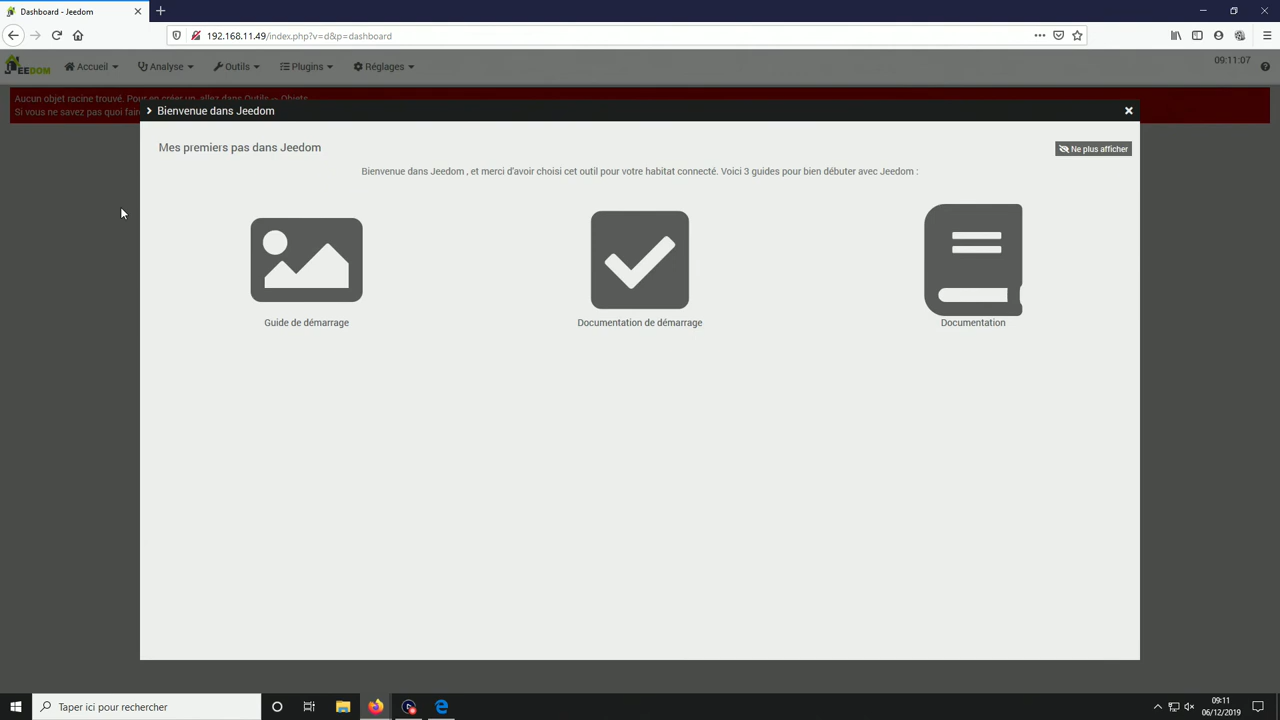 Dashboard - Jeedom
192.168.11.49/index.php?v=d&p=dashboard
EEDOM Accueil Analyse Outils Plugins Réglages 09:11:07
Aucun objet racine trouvé. Pour en créer un, allez dans Outils -> Objets.
Si vous ne savez pas quoi fair
Bienvenue dans Jeedom
Mes premiers pas dans Jeedom
Ne plus afficher
Bienvenue dans Jeedom , et merci d'avoir choisi cet outil pour votre habitat connecté. Voici 3 guides pour bien débuter avec Jeedom :
Guide de démarrage
Documentation de démarrage
Documentation
Taper ici pour rechercher
09:11
06/12/2019